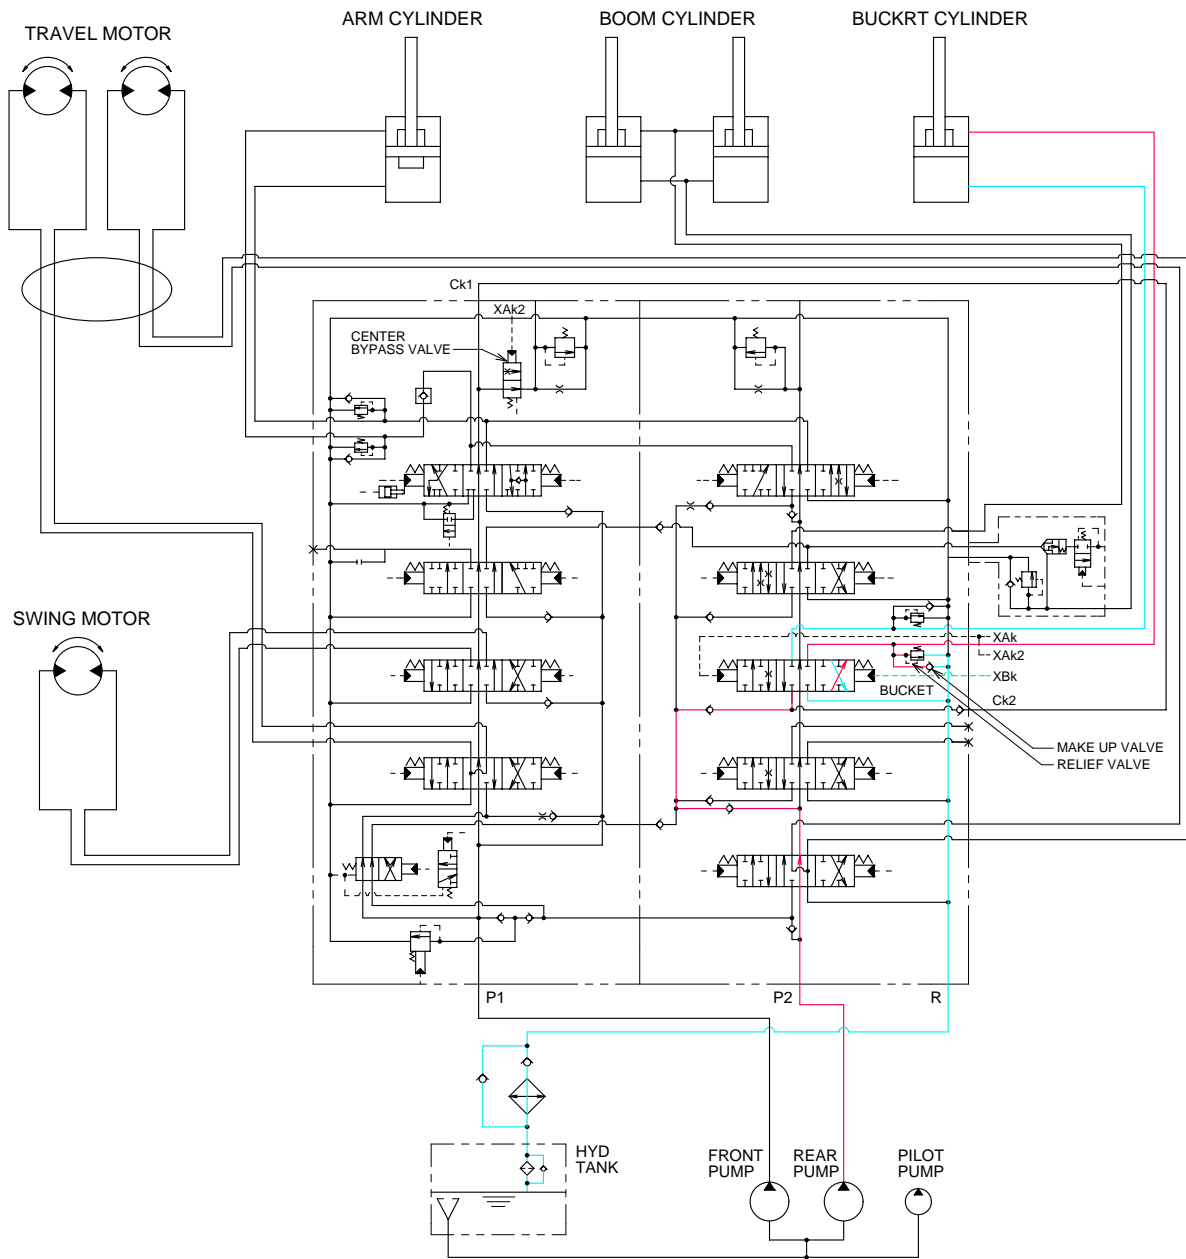 ARM CYLINDER
BOOM CYLINDER
BUCKRT CYLINDER
TRAVEL MOTOR
Ck1
XAk2
CENTER
BYPASS VALVE
SWING MOTOR
XAk
XAk2
XBk
BUCKET
Ck2
MAKE UP VALVE
RELIEF VALVE
P1
P2
R
HYD
TANK
FRONT
PUMP
REAR
PUMP
PILOT
PUMP